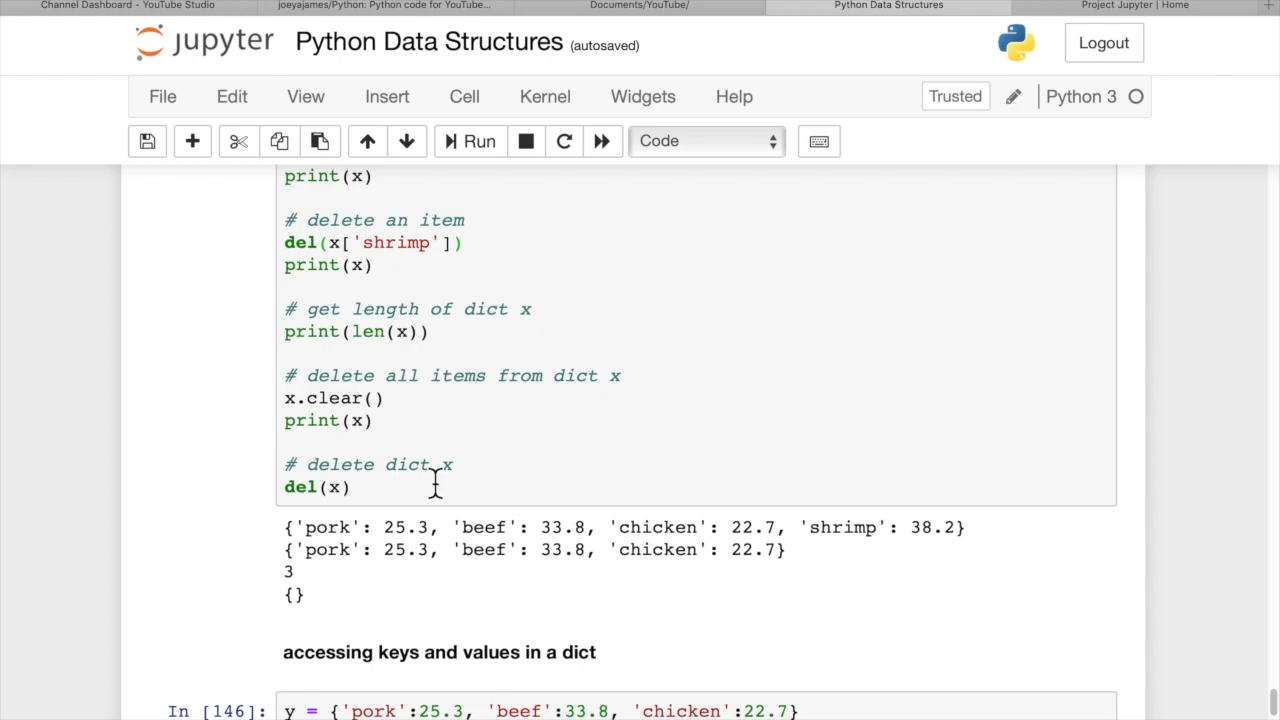 Channel Dashboard - YouTube Studio joeyajames/Python: Python code for YouTube... Documents/YouTube/ Python Data Structures Project Jupyter | Home
jupyter Python Data Structures (autosaved) Logout
File Edit View Insert Cell Kernel Widgets Help Trusted Python 3
Run Code
print(x)
# delete an item
del(x['shrimp'])
print(x)
# get length of dict x
print(len(x))
# delete all items from dict x
x.clear()
print(x)
# delete dict x
del(x)
{'pork': 25.3, 'beef': 33.8, 'chicken': 22.7, 'shrimp': 38.2}
{'pork': 25.3, 'beef': 33.8, 'chicken': 22.7}
3
{}
accessing keys and values in a dict
In [146]: y = {'pork':25.3, 'beef':33.8, 'chicken':22.7}